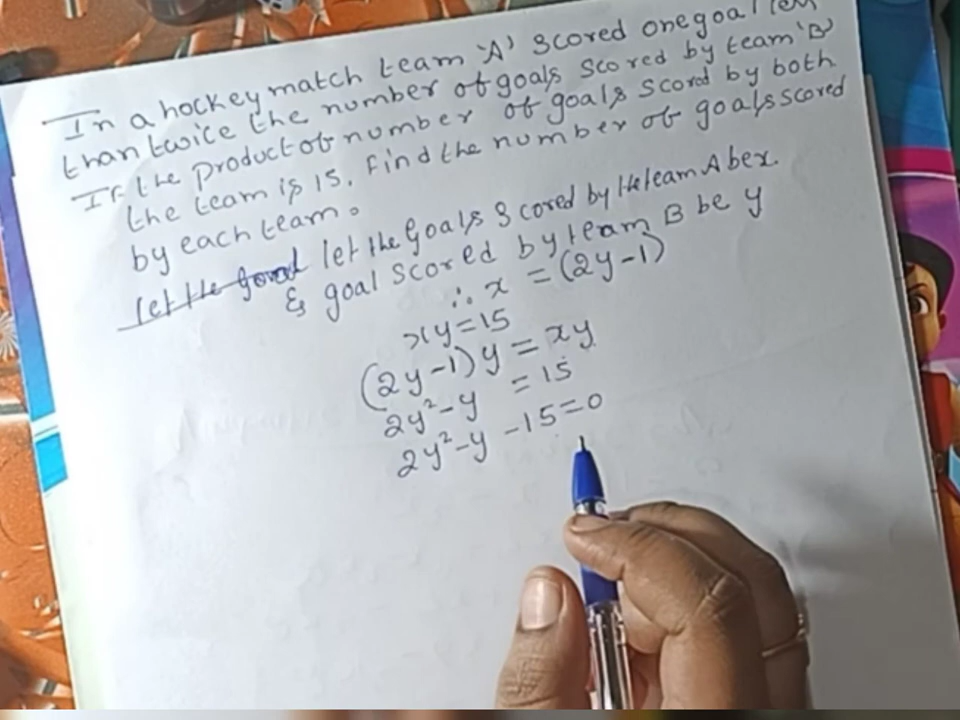 In a hockey match team 'A' Scored one goal
than twice the number of goals scored by team 'B'
If the product of number of goals scord by both
the team is 15. Find the number of goals scored
by each team.
let the Goals Scored by the team A be x.
& goal scored by team B be y
∴ x = (2y-1)
xy=15
(2y-1)y = xy
2y²-y = 15
2y²-y -15=0